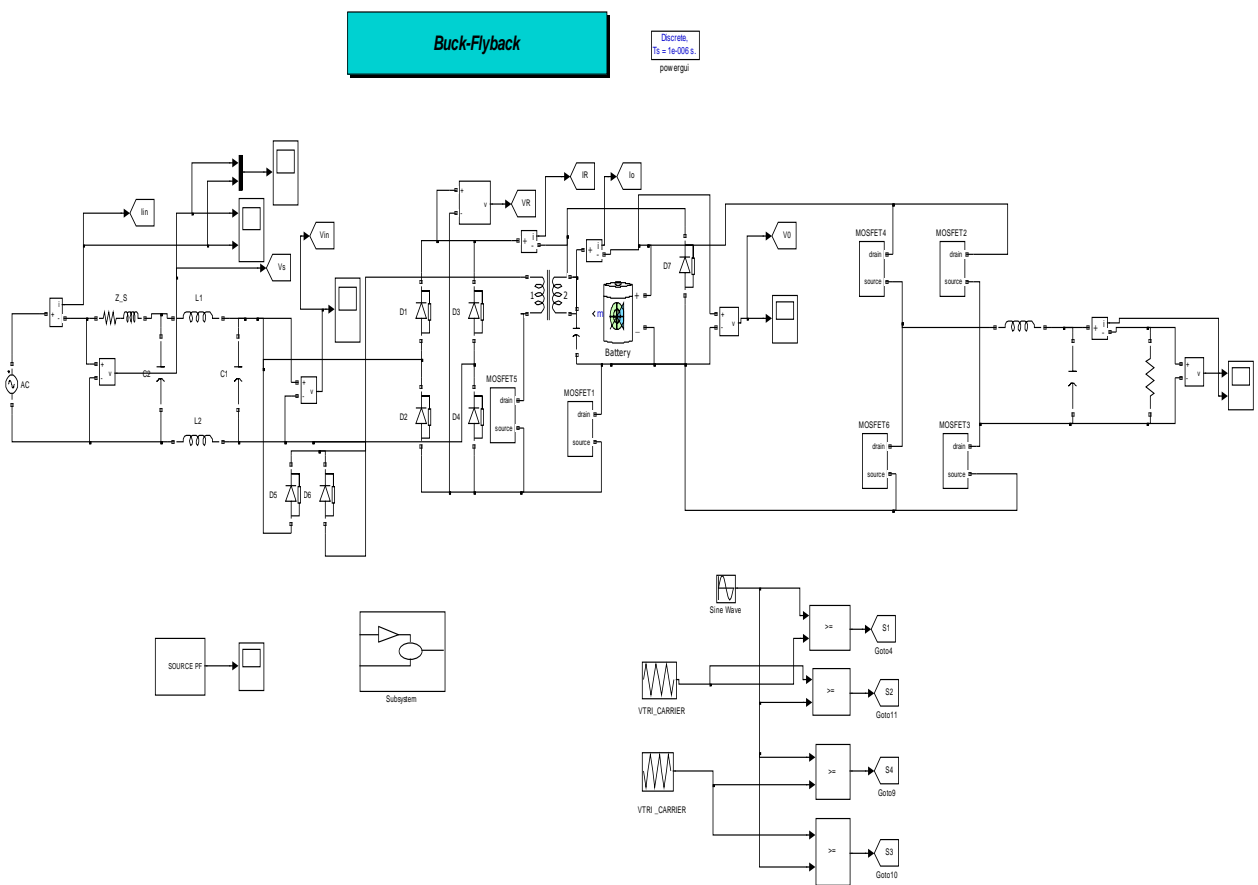 Buck-Flyback
Discrete,
Ts = 1e-006 s.
powergui
Iin
Vin
Vs
VR
IR
Io
V0
Z_S
L1
C2
C1
L2
AC
+
-
i
v
D1
D3
D2
D4
D5
D6
D7
1
2
m
Battery
MOSFET5
drain
source
MOSFET1
drain
source
MOSFET4
drain
source
MOSFET2
drain
source
MOSFET6
drain
source
MOSFET3
drain
source
SOURCE PF
Subsystem
Sine Wave
>=
S1
Goto4
VTRI_CARRIER
>=
S2
Goto11
VTRI _CARRIER
>=
S4
Goto9
>=
S3
Goto10